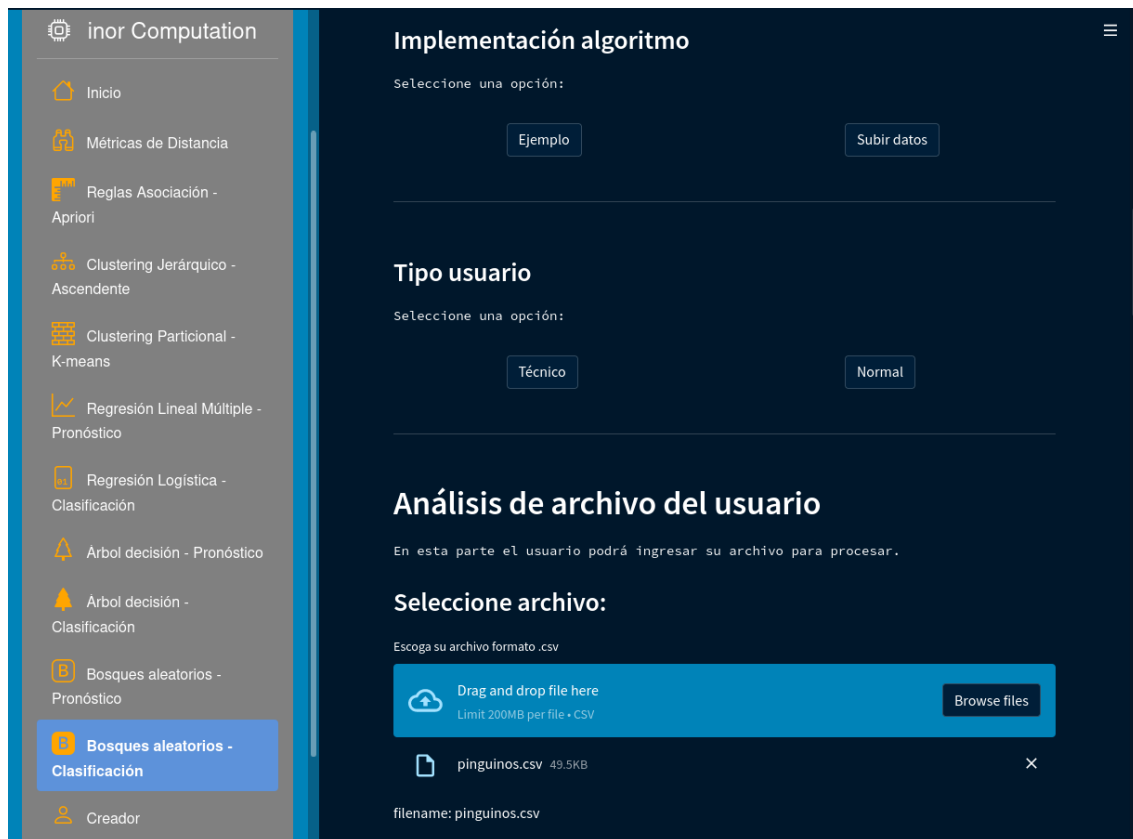 inor Computation
Inicio
Métricas de Distancia
Reglas Asociación -
Apriori
Clustering Jerárquico -
Ascendente
Clustering Particional -
K-means
Regresión Lineal Múltiple -
Pronóstico
Regresión Logística -
Clasificación
Árbol decisión - Pronóstico
Árbol decisión -
Clasificación
Bosques aleatorios -
Pronóstico
Bosques aleatorios -
Clasificación
Creador
Implementación algoritmo
Seleccione una opción:
Ejemplo Subir datos
Tipo usuario
Seleccione una opción:
Técnico Normal
Análisis de archivo del usuario
En esta parte el usuario podrá ingresar su archivo para procesar.
Seleccione archivo:
Escoga su archivo formato .csv
Drag and drop file here
Limit 200MB per file • CSV
Browse files
pinguinos.csv 49.5KB
filename: pinguinos.csv